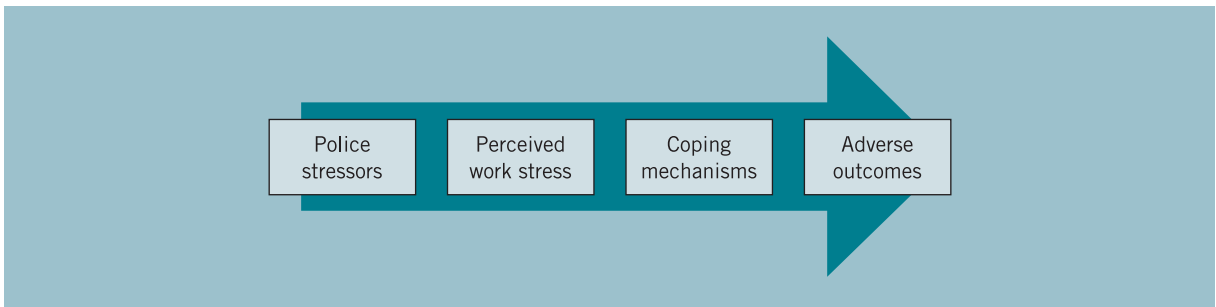 Police
stressors
Perceived
work stress
Coping
mechanisms
Adverse
outcomes